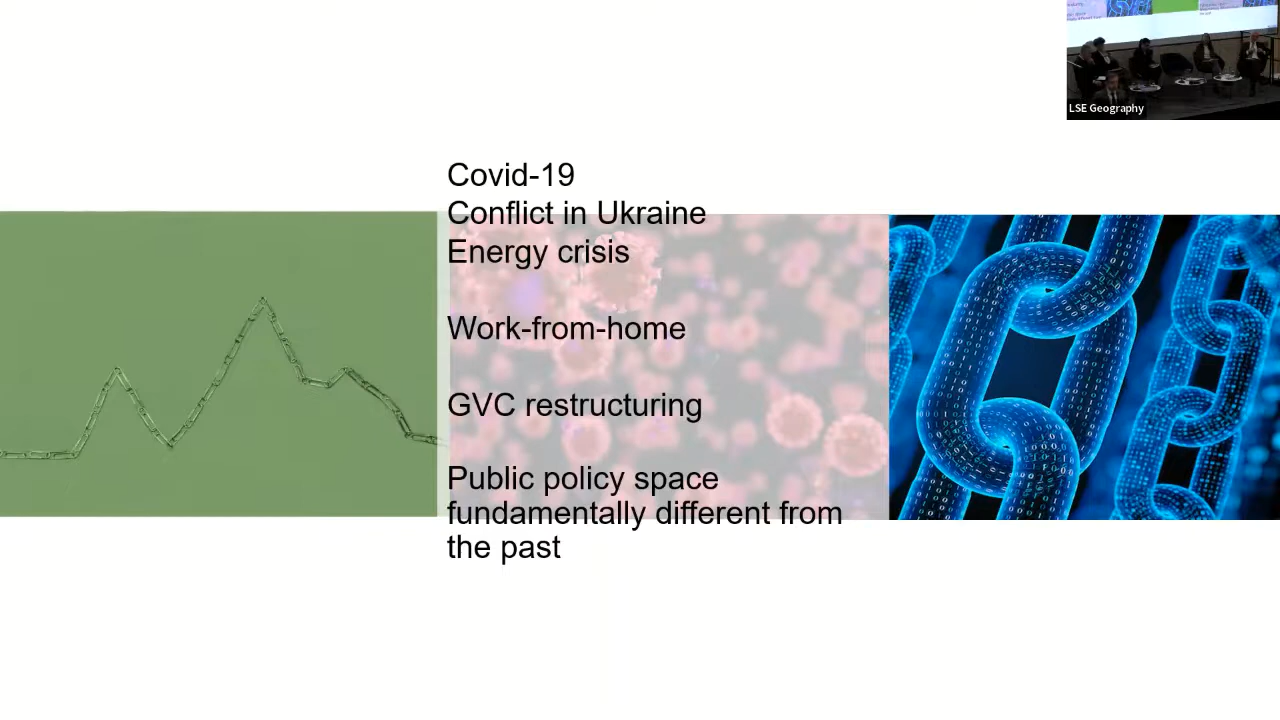 LSE Geography
Covid-19
Conflict in Ukraine
Energy crisis
Work-from-home
GVC restructuring
Public policy space
fundamentally different from
the past